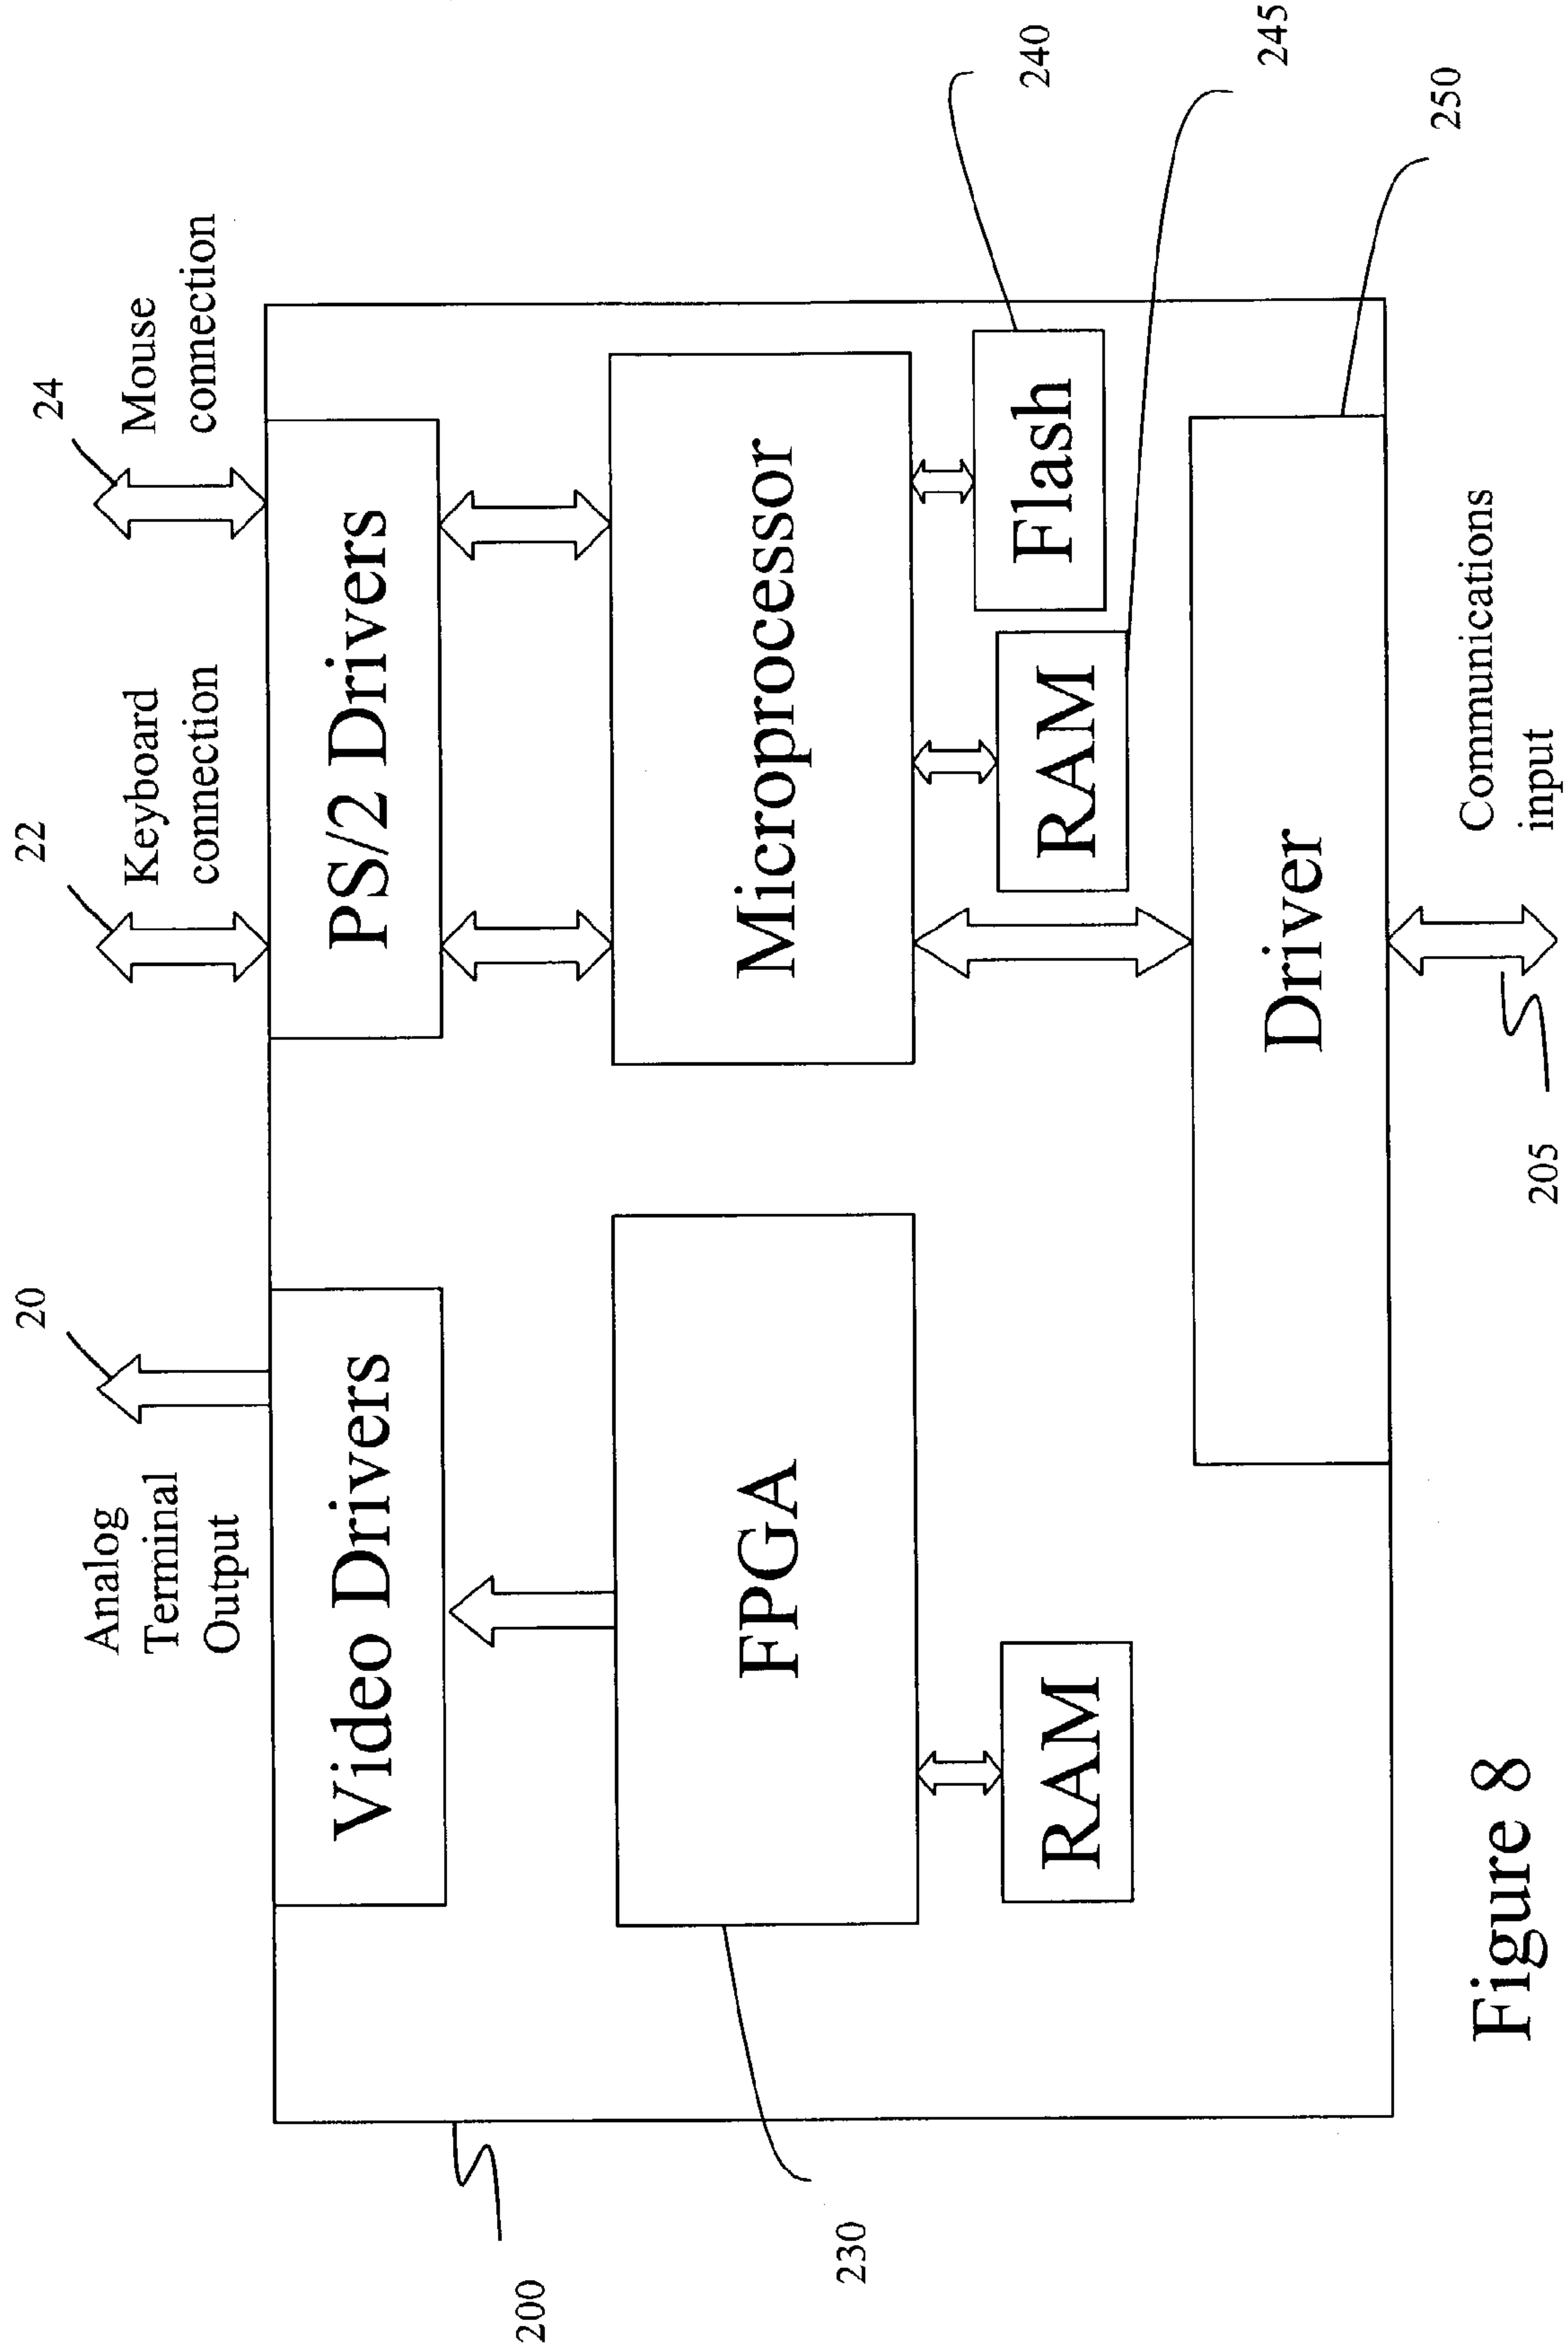 20
22
24
Analog
Terminal
Output
Keyboard
connection
Mouse
connection
200
Video Drivers
PS/2 Drivers
FPGA
Microprocessor
230
RAM
RAM
Flash
240
245
Driver
250
205
Communications
input
Figure 8